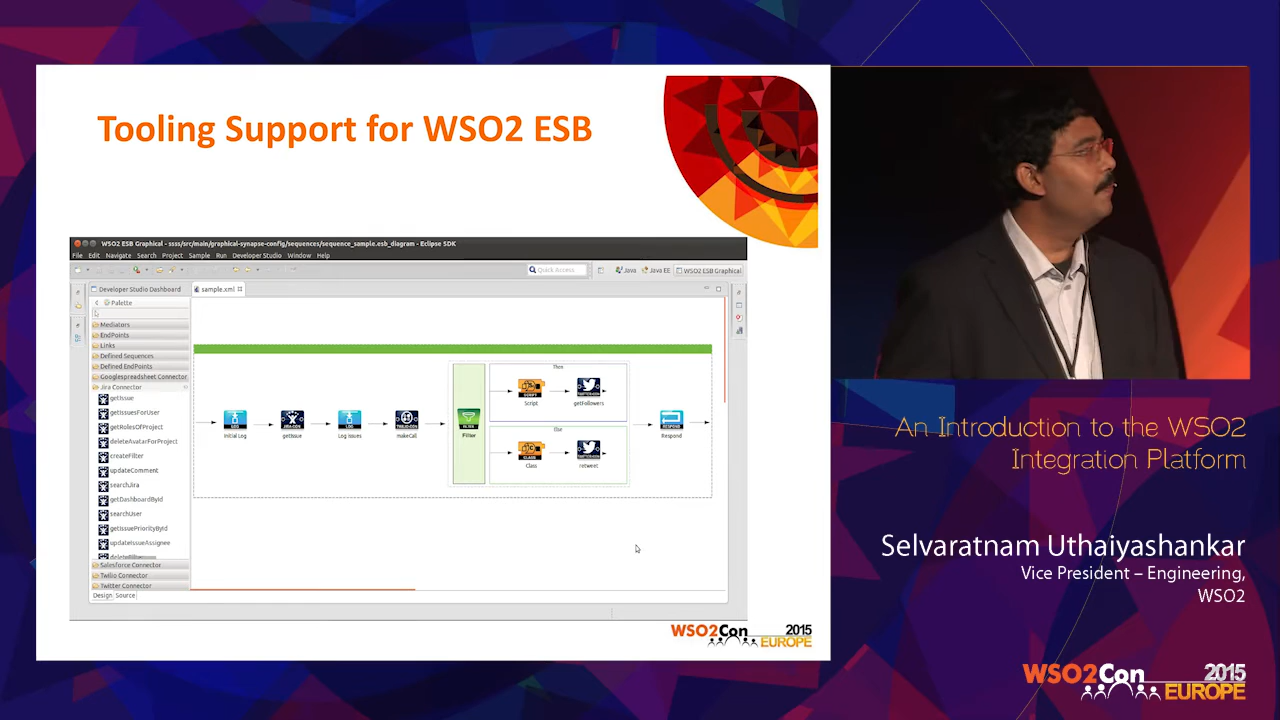 Tooling Support for WSO2 ESB
WSO2 ESB Graphical - ssss/src/main/graphical-synapse-config/sequences/sequence_sample.esb_diagram - Eclipse SDK
File Edit Navigate Search Project Sample Run Developer Studio Window Help
Quick Access
Java
Java EE
WSO2 ESB Graphical
Developer Studio Dashboard
sample.xml
Palette
Mediators
EndPoints
Links
Defined Sequences
Defined EndPoints
Googlespreadsheet Connector
Jira Connector
getIssue
getIssuesForUser
getRolesOfProject
deleteAvatarForProject
createFilter
updateComment
searchJira
getDashboardById
searchUser
getIssuePriorityById
updateIssueAssignee
Salesforce Connector
Twilio Connector
Twitter Connector
Design Source
Initial Log
getIssue
Log Issues
makeCall
Filter
Then
SCRIPT
Script
getFollowers
Else
CLASS
Class
retweet
RESPOND
Respond
WSO2Con 2015
EUROPE
An Introduction to the WSO2
Integration Platform
Selvaratnam Uthaiyashankar
Vice President – Engineering,
WSO2
WSO2Con 2015
EUROPE